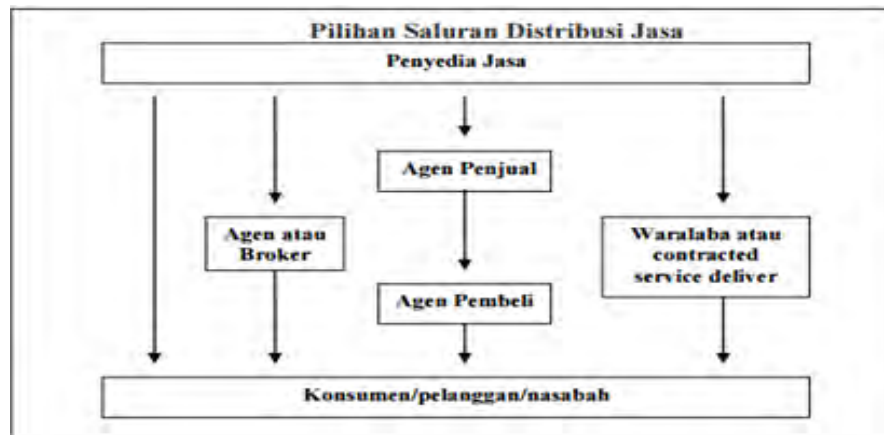 Pilihan Saluran Distribusi Jasa
Penyedia Jasa
Agen Penjual
Agen atau
Broker
Waralaba atau
contracted
service deliver
Agen Pembeli
Konsumen/pelanggan/nasabah